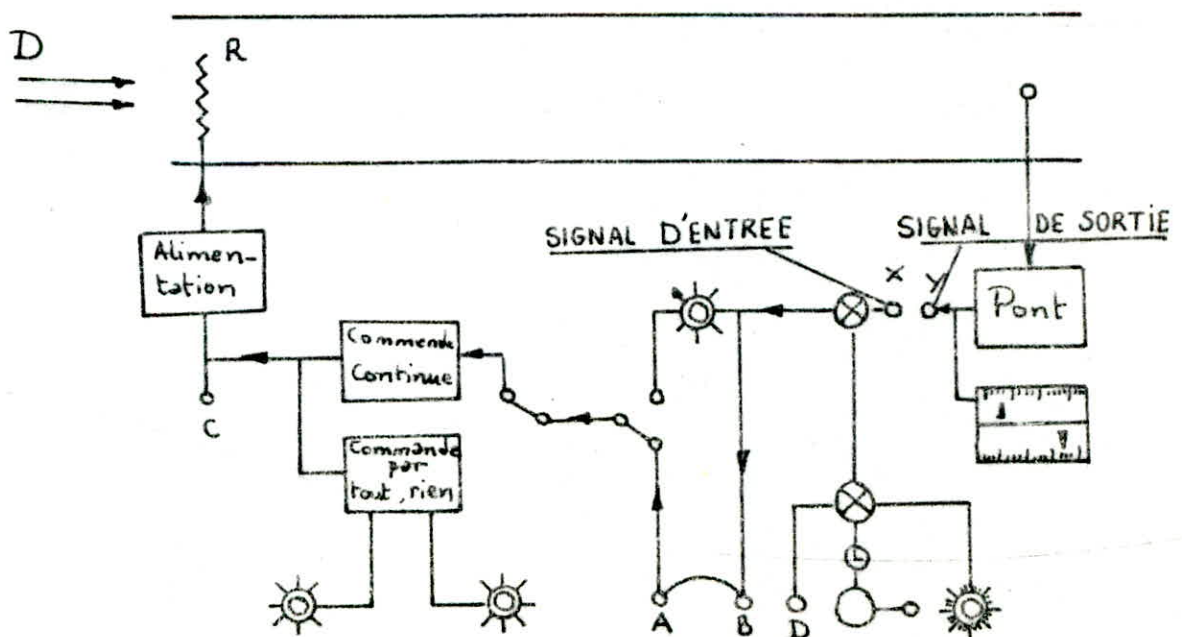 D
R
SIGNAL D'ENTREE
SIGNAL DE SORTIE
Alimen-
tation
X
Y
Pont
Commande
Continue
C
Commande
par
tout, rien
L
A
B
D